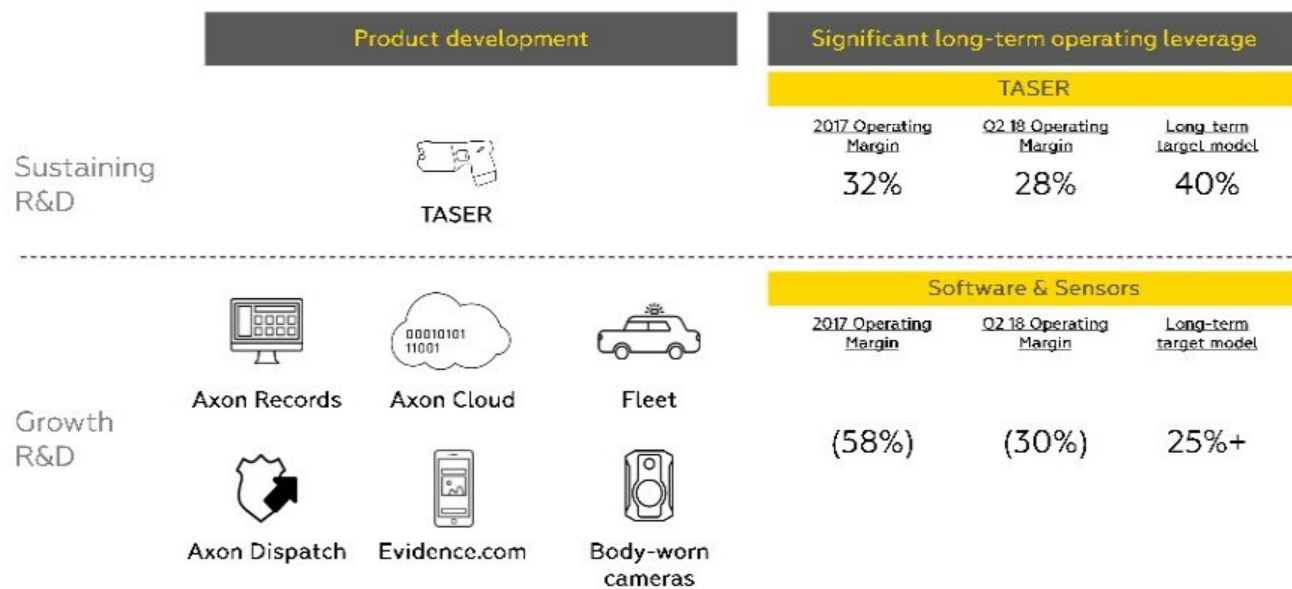 Product development
Significant long-term operating leverage
TASER
2017 Operating
Margin
Q2 18 Operating
Margin
Long term
target model
Sustaining
R&D
32%
28%
40%
TASER
Software & Sensors
2017 Operating
Margin
Q2 18 Operating
Margin
Long-term
target model
00010101
11001
Axon Records
Axon Cloud
Fleet
Growth
R&D
(58%)
(30%)
25%+
Axon Dispatch
Evidence.com
Body-worn
cameras